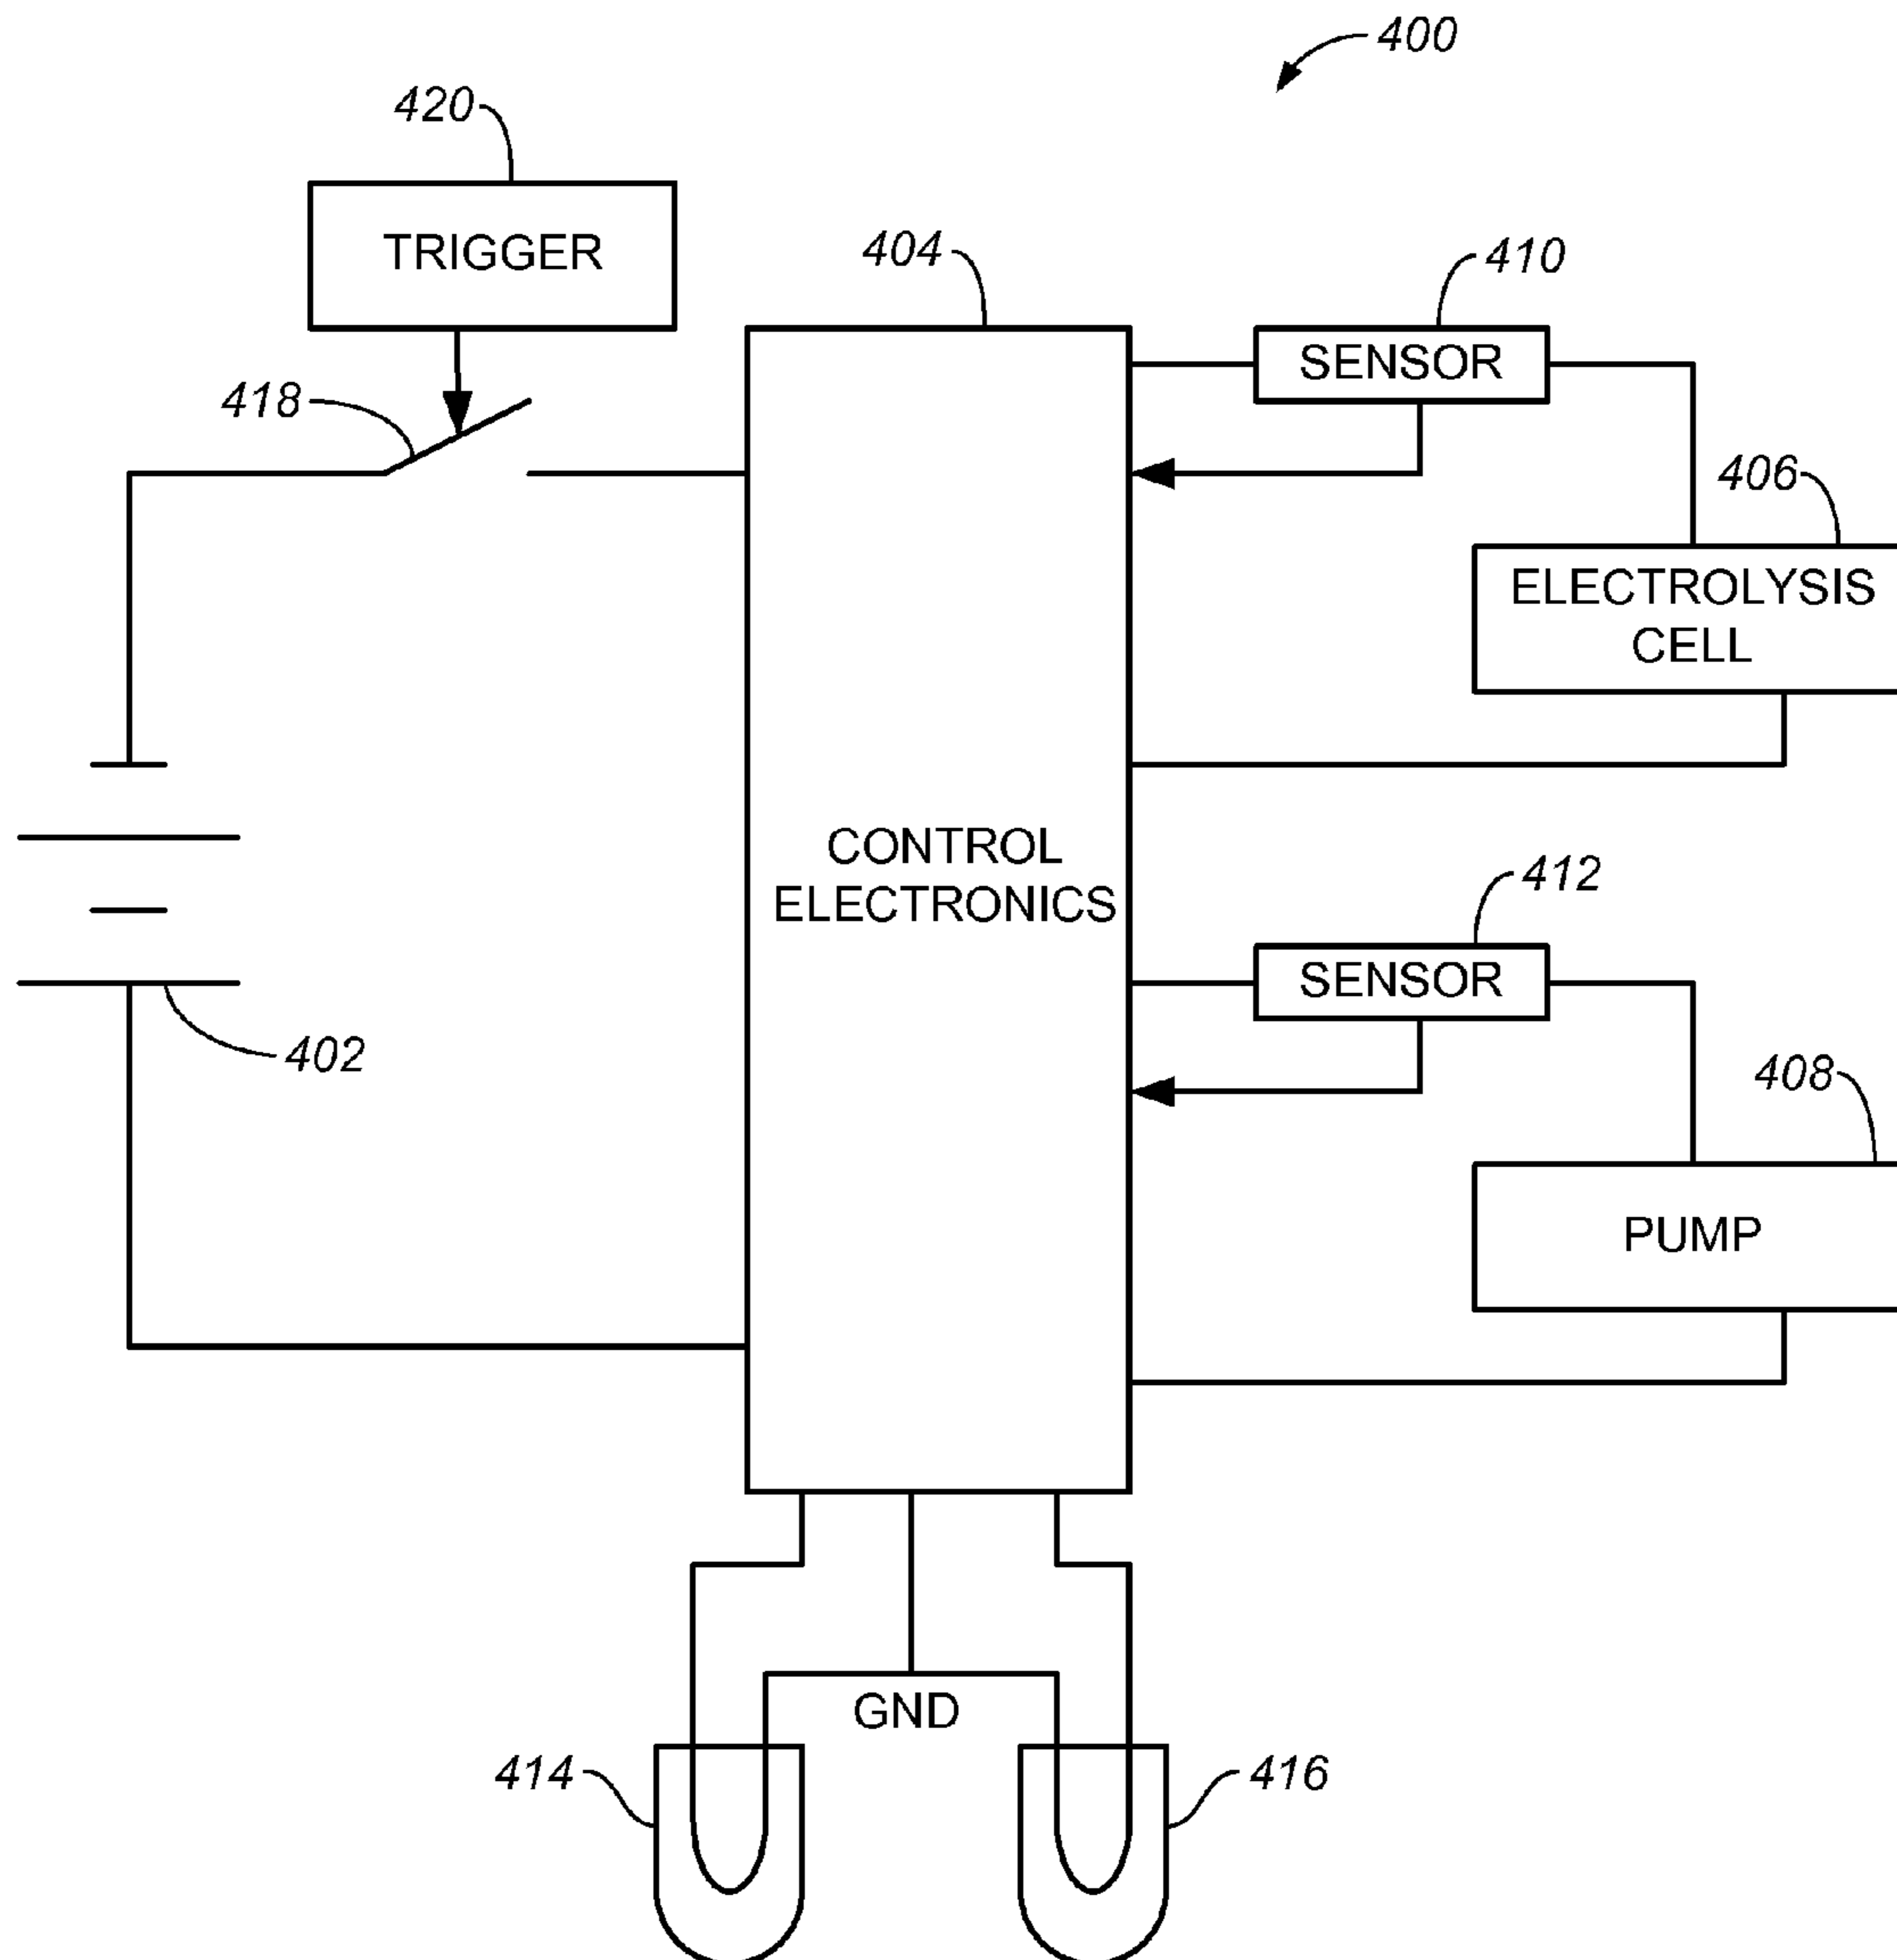 400
420
TRIGGER
404
410
SENSOR
418
406
ELECTROLYSIS
CELL
CONTROL
ELECTRONICS
412
SENSOR
402
408
PUMP
GND
414
416